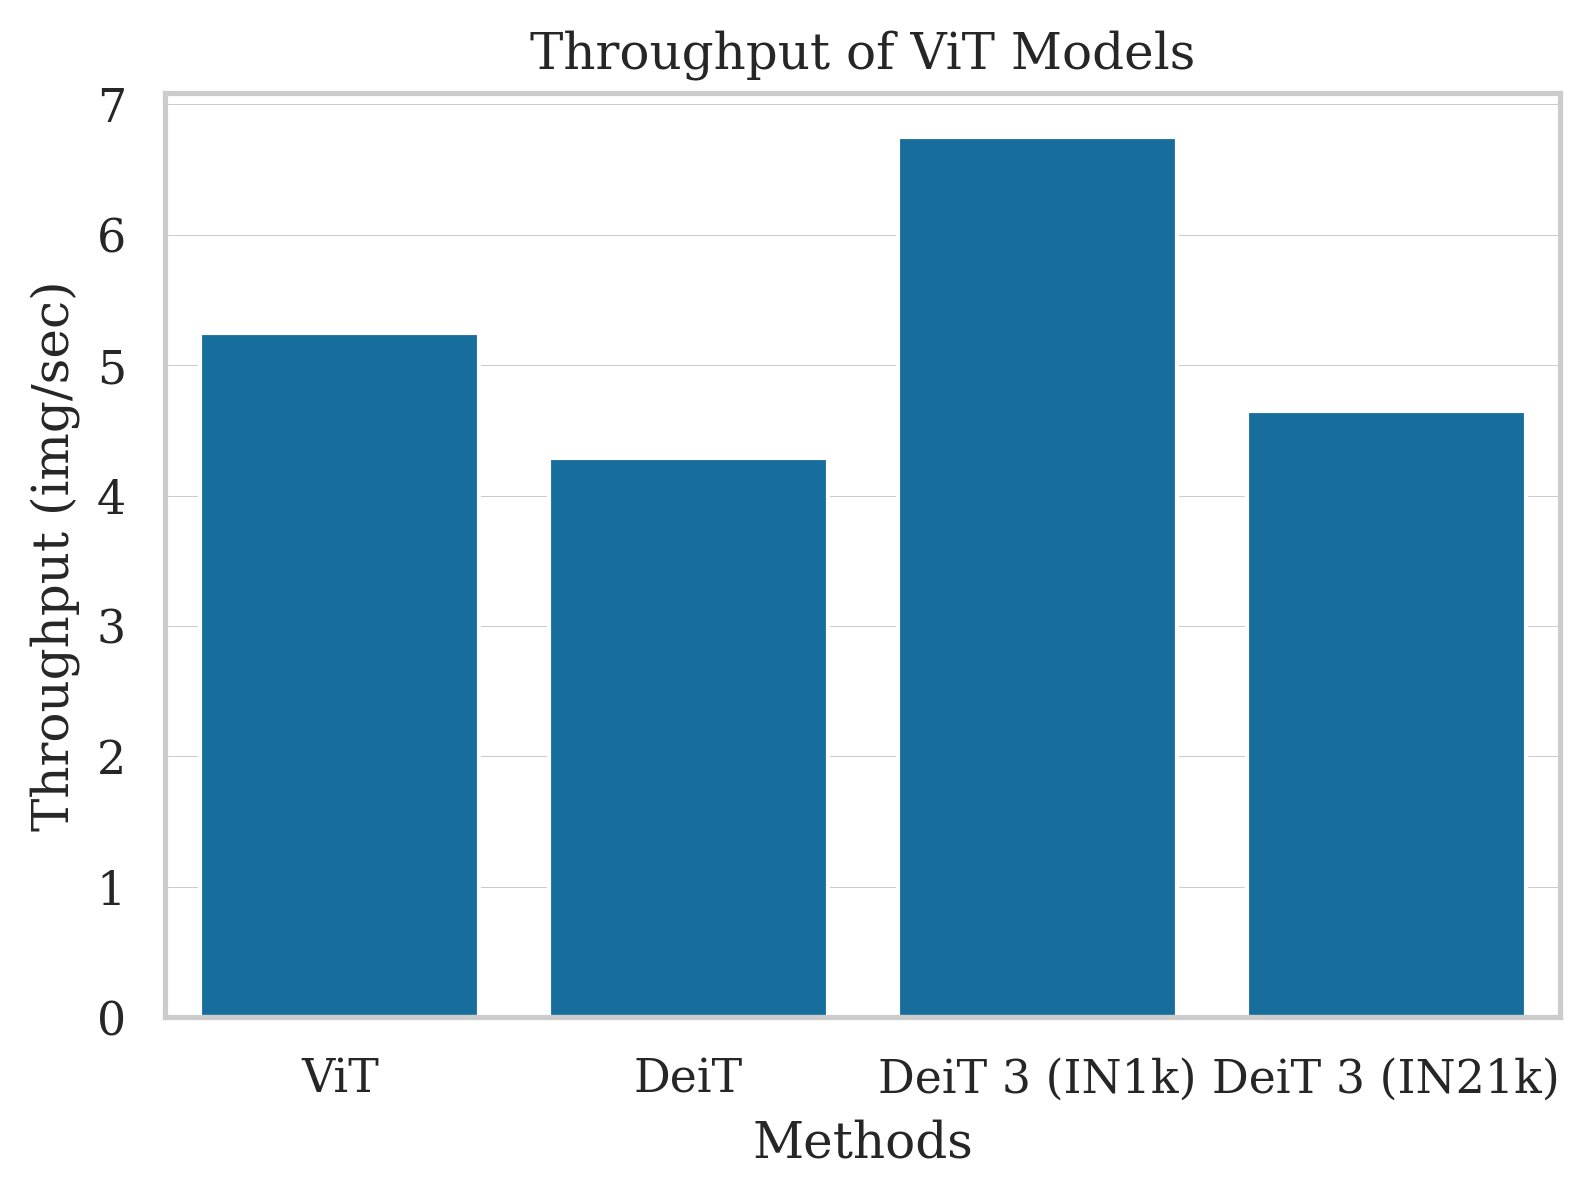 Throughput of ViT Models
Throughput (img/sec)
7
6
5
4
3
2
1
0
ViT
DeiT
DeiT 3 (IN1k)
DeiT 3 (IN21k)
Methods